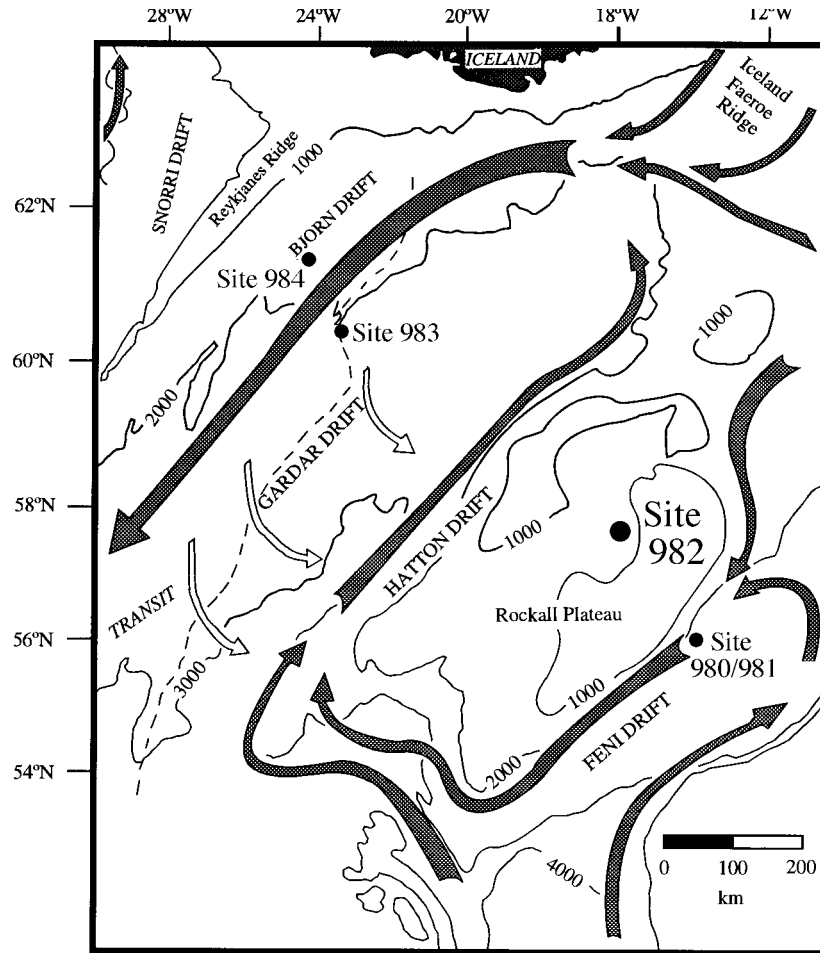 28ºW
24ºW
20ºW
16ºW
12ºW
ICELAND
Iceland
Faeroe
Ridge
SNORRI DRIFT
Reykjanes Ridge
1000
62ºN
BJORN DRIFT
Site 984
1000
Site 983
60ºN
2000
GARDAR DRIFT
58ºN
1000
Site
982
HATTON DRIFT
TRANSIT
Rockall Plateau
56ºN
Site
980/981
3000
1000
FENI DRIFT
2000
54ºN
4000
0
100
200
km